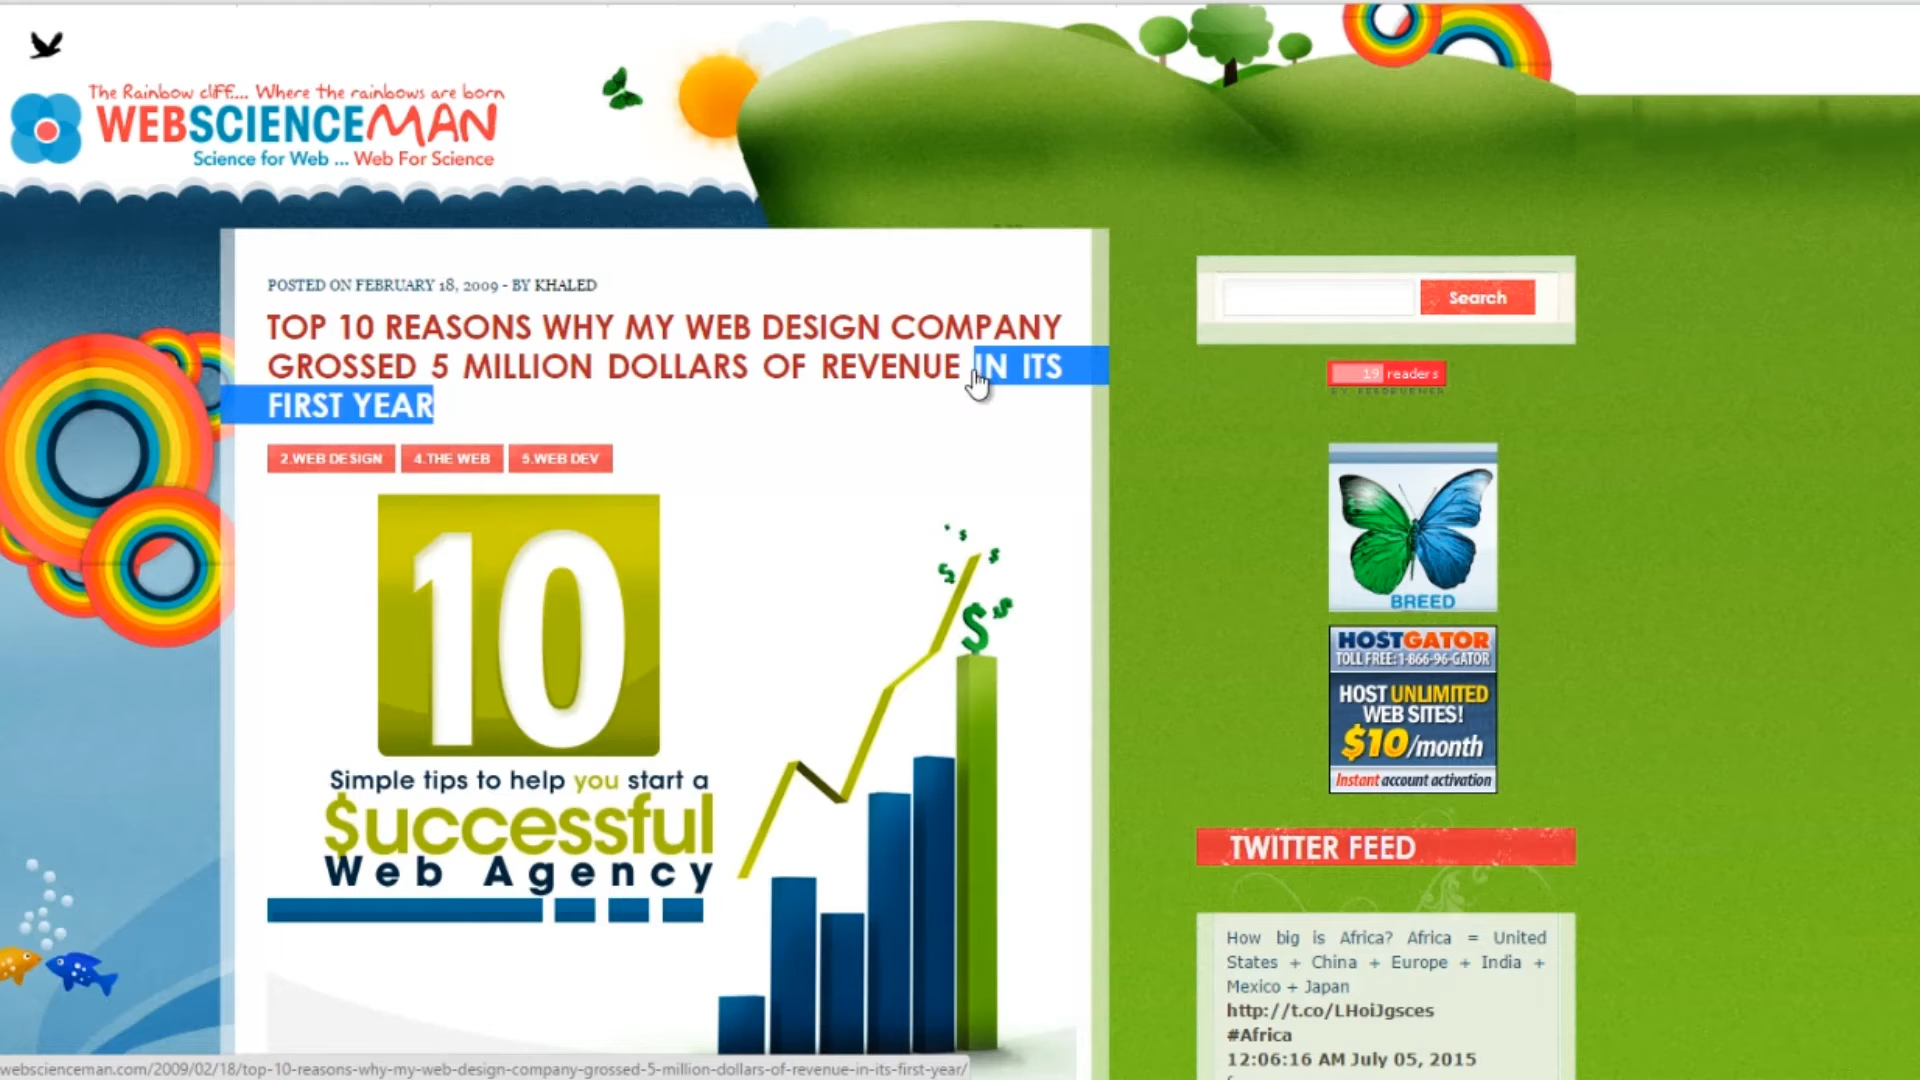 The Rainbow cliff.... Where the rainbows are born
WEBSCIENCEMAN
Science for Web ... Web For Science
POSTED ON FEBRUARY 18, 2009 - BY KHALED
TOP 10 REASONS WHY MY WEB DESIGN COMPANY
GROSSED 5 MILLION DOLLARS OF REVENUE IN ITS
FIRST YEAR
2.WEB DESIGN 4.THE WEB 5.WEB DEV
10
Simple tips to help you start a
$uccessful
Web Agency
$
Search
19 readers
BY FEEDBURNER
BREED
HOSTGATOR
TOLL FREE: 1-866-96-GATOR
HOST UNLIMITED
WEB SITES!
$10/month
Instant account activation
TWITTER FEED
How big is Africa? Africa = United
States + China + Europe + India +
Mexico + Japan
http://t.co/LHoiJgsces
#Africa
12:06:16 AM July 05, 2015
webscienceman.com/2009/02/18/top-10-reasons-why-my-web-design-company-grossed-5-million-dollars-of-revenue-in-its-first-year/